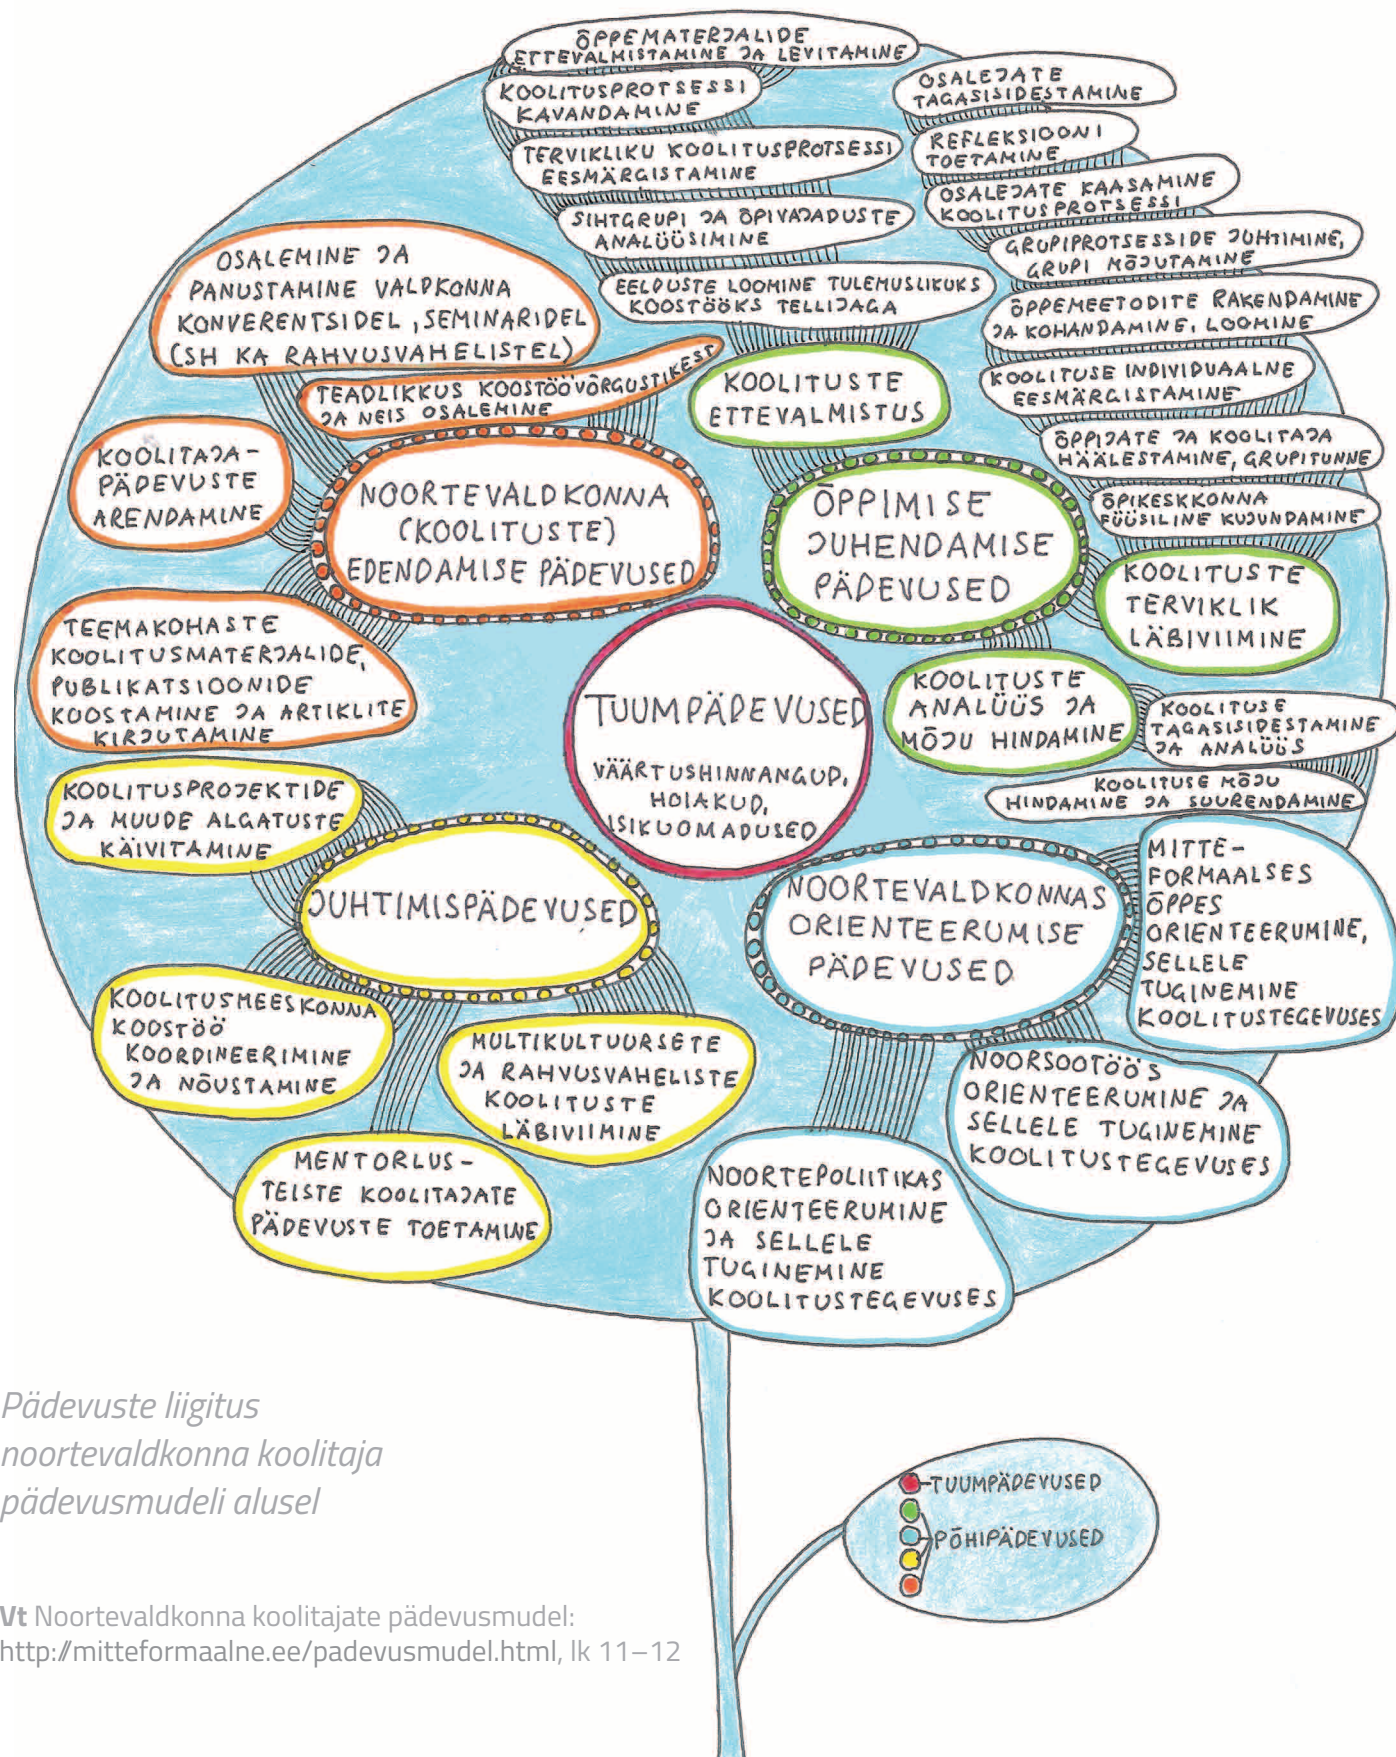 ÕPPEMATERJALIDE
ETTEVALMISTAMINE JA LEVITAMINE
KOOLITUSPROTSESSI
KAVANDAMINE
TERVIKLIKU KOOLITUSPROTSESSI
EESMÄRGISTAMINE
SIHTGRUPI JA ÕPIVAJADUSTE
ANALÜÜSIMINE
EELDUSTE LOOMINE TULEMUSLIKUKS
KOOSTÖÖKS TELLIJAGA
KOOLITUSTE
ETTEVALMISTUS
OSALEJATE
TAGASISIDESTAMINE
REFLEKSIOONI
TOETAMINE
OSALEJATE KAASAMINE
KOOLITUSPROTSESSI
GRUPIPROTSESSIDE JUHTIMINE,
GRUPI MÕJUTAMINE
ÕPPEMEETODITE RAKENDAMINE
JA KOHANDAMINE, LOOMINE
KOOLITUSE INDIVIDUAALNE
EESMÄRGISTAMINE
ÕPPIJATE JA KOOLITAJA
HÄÄLESTAMINE, GRUPITUNNE
ÕPIKESKKONNA
FÜÜSILINE KUJUNDAMINE
KOOLITUSTE
TERVIKLIK
LÄBIVIIMINE
OSALEMINE JA
PANUSTAMINE VALDKONNA
KONVERENTSIDEL, SEMINARIDEL
(SH KA RAHVUSVAHELISTEL)
TEADLIKKUS KOOSTÖÖVÕRGUSTIKEST
JA NEIS OSALEMINE
KOOLITAJA-
PÄDEVUSTE
ARENDAMINE
NOORTEVALDKONNA
(KOOLITUSTE)
EDENDAMISE PÄDEVUSED
ÕPPIMISE
JUHENDAMISE
PÄDEVUSED
TEEMAKOHASTE
KOOLITUSMATERJALIDE,
PUBLIKATSIOONIDE
KOOSTAMINE JA ARTIKLITE
KIRJUTAMINE
TUUMPÄDEVUSED
VÄÄRTUSHINNANGUD,
HOIAKUD,
ISIKUOMADUSED
KOOLITUSTE
ANALÜÜS JA
MÕJU HINDAMINE
KOOLITUSE
TAGASISIDESTAMINE
JA ANALÜÜS
KOOLITUSE MÕJU
HINDAMINE JA SUURENDAMINE
KOOLITUSPROJEKTIDE
JA MUUDE ALGATUSTE
KÄIVITAMINE
JUHTIMISPÄDEVUSED
KOOLITUSMEESKONNA
KOOSTÖÖ
KOORDINEERIMINE
JA NÕUSTAMINE
MULTIKULTUURSETE
JA RAHVUSVAHELISTE
KOOLITUSTE
LÄBIVIIMINE
MENTORLUS-
TEISTE KOOLITAJATE
PÄDEVUSTE TOETAMINE
NOORTEVALDKONNAS
ORIENTEERUMISE
PÄDEVUSED
MITTE-
FORMAALSES
ÕPPES
ORIENTEERUMINE,
SELLELE
TUGINEMINE
KOOLITUSTEGEVUSES
NOORSOOTÖÖS
ORIENTEERUMINE JA
SELLELE TUGINEMINE
KOOLITUSTEGEVUSES
NOORTEPOLIITIKAS
ORIENTEERUMINE
JA SELLELE
TUGINEMINE
KOOLITUSTEGEVUSES
Pädevuste liigitus
noortevaldkonna koolitaja
pädevusmudeli alusel
TUUMPÄDEVUSED
PÕHIPÄDEVUSED
Vt Noortevaldkonna koolitajate pädevusmudel:
http://mitteformaalne.ee/padevusmudel.html, lk 11–12